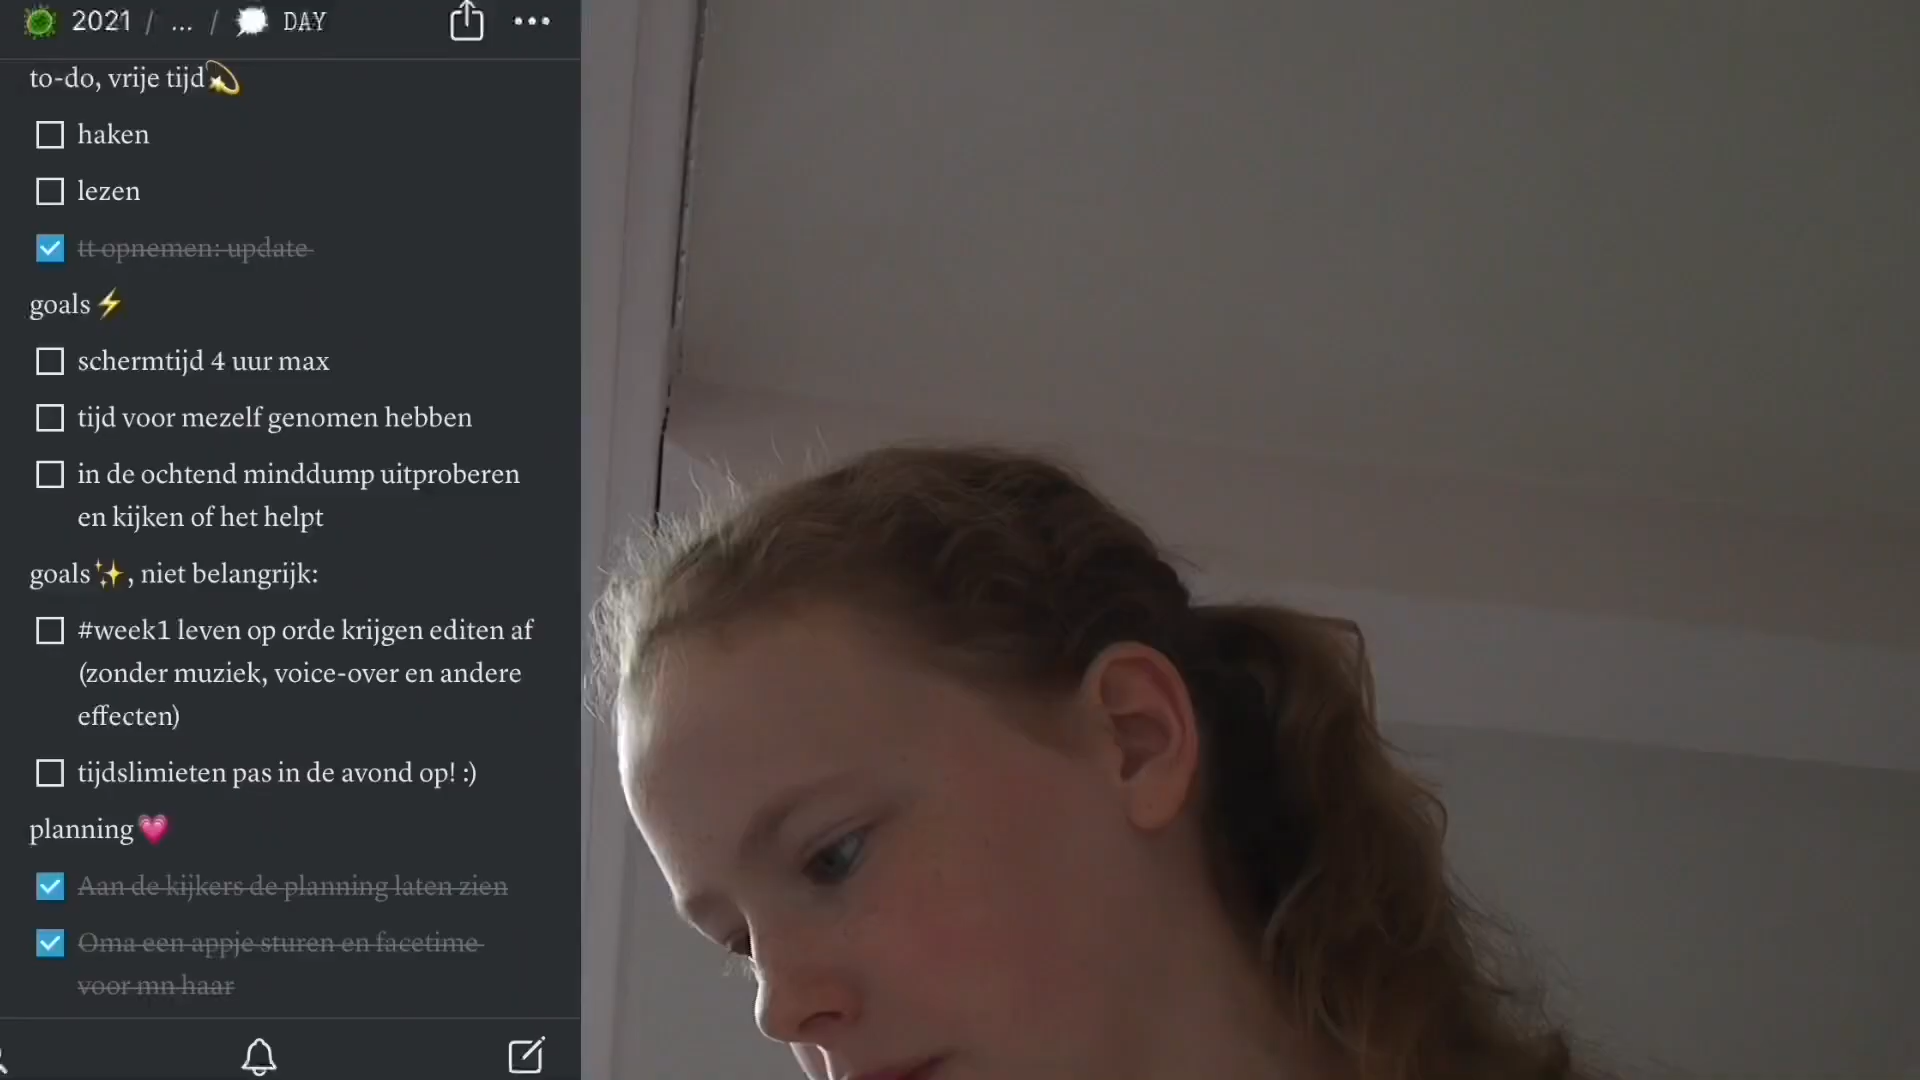 2021 / ... / DAY
to-do, vrije tijd💫
haken
lezen
tt opnemen: update
goals⚡
schermtijd 4 uur max
tijd voor mezelf genomen hebben
in de ochtend minddump uitproberen
en kijken of het helpt
goals✨, niet belangrijk:
#week1 leven op orde krijgen editen af
(zonder muziek, voice-over en andere
effecten)
tijdslimieten pas in de avond op! :)
planning💗
Aan de kijkers de planning laten zien
Oma een appje sturen en facetime
voor mn haar